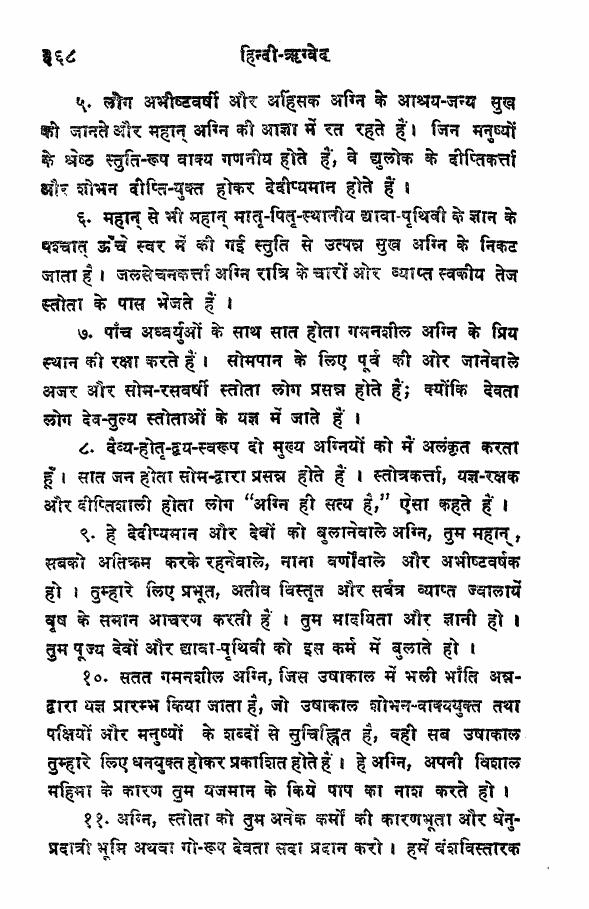 ३६८ हिन्दी-ऋग्वेद
५. लोग अभीष्टवर्षी और अहिंसक अग्नि के आश्रय-जन्य सुख
को जानते और महान् अग्नि की आज्ञा में रत रहते हैं। जिन मनुष्यों
के श्रेष्ठ स्तुति-रूप वाक्य गणनीय होते हैं, वे द्युलोक के दीप्तिकर्त्ता
और शोभन दीप्ति-युक्त होकर देदीप्यमान होते हैं ।
६. महान् से भी महान् मातृ-पितृ-स्थानीय द्यावा-पृथिवी के ज्ञान के
पश्चात् ऊँचे स्वर में की गई स्तुति से उत्पन्न सुख अग्नि के निकट
जाता है। जलसेचनकर्त्ता अग्नि रात्रि के चारों ओर व्याप्त स्वकीय तेज
स्तोता के पास भेजते हैं ।
७. पाँच अध्वर्युओं के साथ सात होता गमनशील अग्नि के प्रिय
स्थान की रक्षा करते हैं। सोमपान के लिए पूर्व की ओर जानेवाले
अजर और सोम-रसवर्षी स्तोता लोग प्रसन्न होते हैं; क्योंकि देवता
लोग देव-तुल्य स्तोताओं के यज्ञ में जाते हैं ।
८. दैव्य-होतृ-द्वय-स्वरूप दो मुख्य अग्नियों को मैं अलंकृत करता
हूँ। सात जन होता सोम-द्वारा प्रसन्न होते हैं । स्तोत्रकर्त्ता, यज्ञ-रक्षक
और दीप्तिशाली होता लोग “अग्नि ही सत्य है,” ऐसा कहते हैं ।
९. हे देदीप्यमान और देवों को बुलानेवाले अग्नि, तुम महान्,
सबको अतिक्रम करके रहनेवाले, नाना वर्णोंवाले और अभीष्टवर्षक
हो । तुम्हारे लिए प्रभूत, अतीव विस्तृत और सर्वत्र व्याप्त ज्वालायें
वृष के समान आचरण करती हैं । तुम मादयिता और ज्ञानी हो ।
तुम पूज्य देवों और द्यावा-पृथिवी को इस कर्म में बुलाते हो ।
१०. सतत गमनशील अग्नि, जिस उषाकाल में भली भाँति अन्न-
द्वारा यज्ञ प्रारम्भ किया जाता है, जो उषाकाल शोभन-वाक्ययुक्त तथा
पक्षियों और मनुष्यों के शब्दों से सुचिह्नित है, वही सब उषाकाल
तुम्हारे लिए धनयुक्त होकर प्रकाशित होते हैं । हे अग्नि, अपनी विशाल
महिमा के कारण तुम यजमान के किये पाप का नाश करते हो ।
११. अग्नि, स्तोता को तुम अनेक कर्मों की कारणभूता और धेनु-
प्रदात्री भूमि अथवा गो-रूप देवता सदा प्रदान करो । हमें वंशविस्तारक